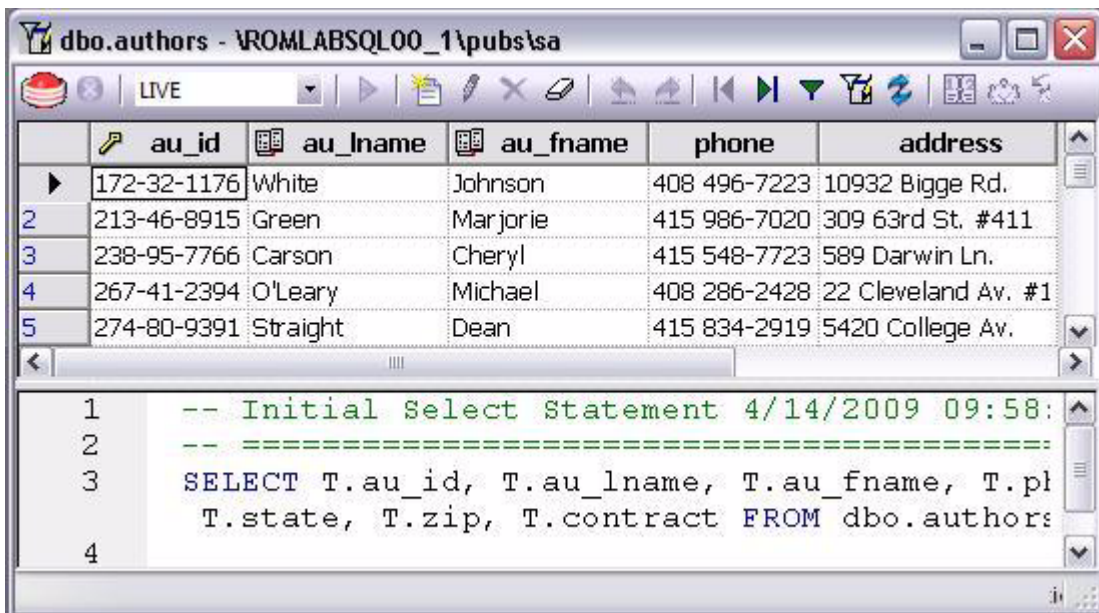 dbo.authors - \ROMLABSQL00_1\pubs\sa
LIVE
au_id au_lname au_fname phone address
172-32-1176 White Johnson 408 496-7223 10932 Bigge Rd.
2 213-46-8915 Green Marjorie 415 986-7020 309 63rd St. #411
3 238-95-7766 Carson Cheryl 415 548-7723 589 Darwin Ln.
4 267-41-2394 O'Leary Michael 408 286-2428 22 Cleveland Av. #1
5 274-80-9391 Straight Dean 415 834-2919 5420 College Av.
1 -- Initial Select Statement 4/14/2009 09:58:
2 -- =============================================
3 SELECT T.au_id, T.au_lname, T.au_fname,
T.state, T.zip, T.contract FROM dbo.authors
4